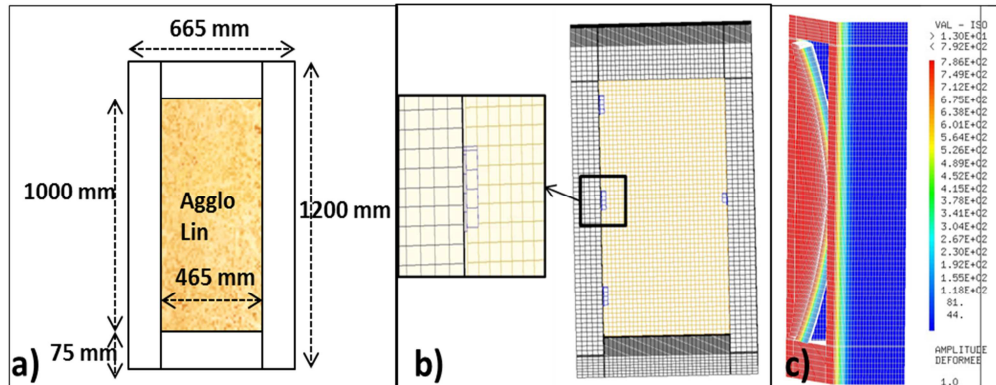 665 mm
1000 mm
Agglo
Lin
1200 mm
465 mm
75 mm
a)
b)
c)
VAL - ISO
> 1.30E+01
< 7.92E+02
7.86E+02
7.49E+02
7.12E+02
6.75E+02
6.38E+02
6.01E+02
5.64E+02
5.26E+02
4.89E+02
4.52E+02
4.15E+02
3.78E+02
3.41E+02
3.04E+02
2.67E+02
2.30E+02
1.92E+02
1.55E+02
1.18E+02
81.
44.
AMPLITUDE
DEFORMEE
1.0